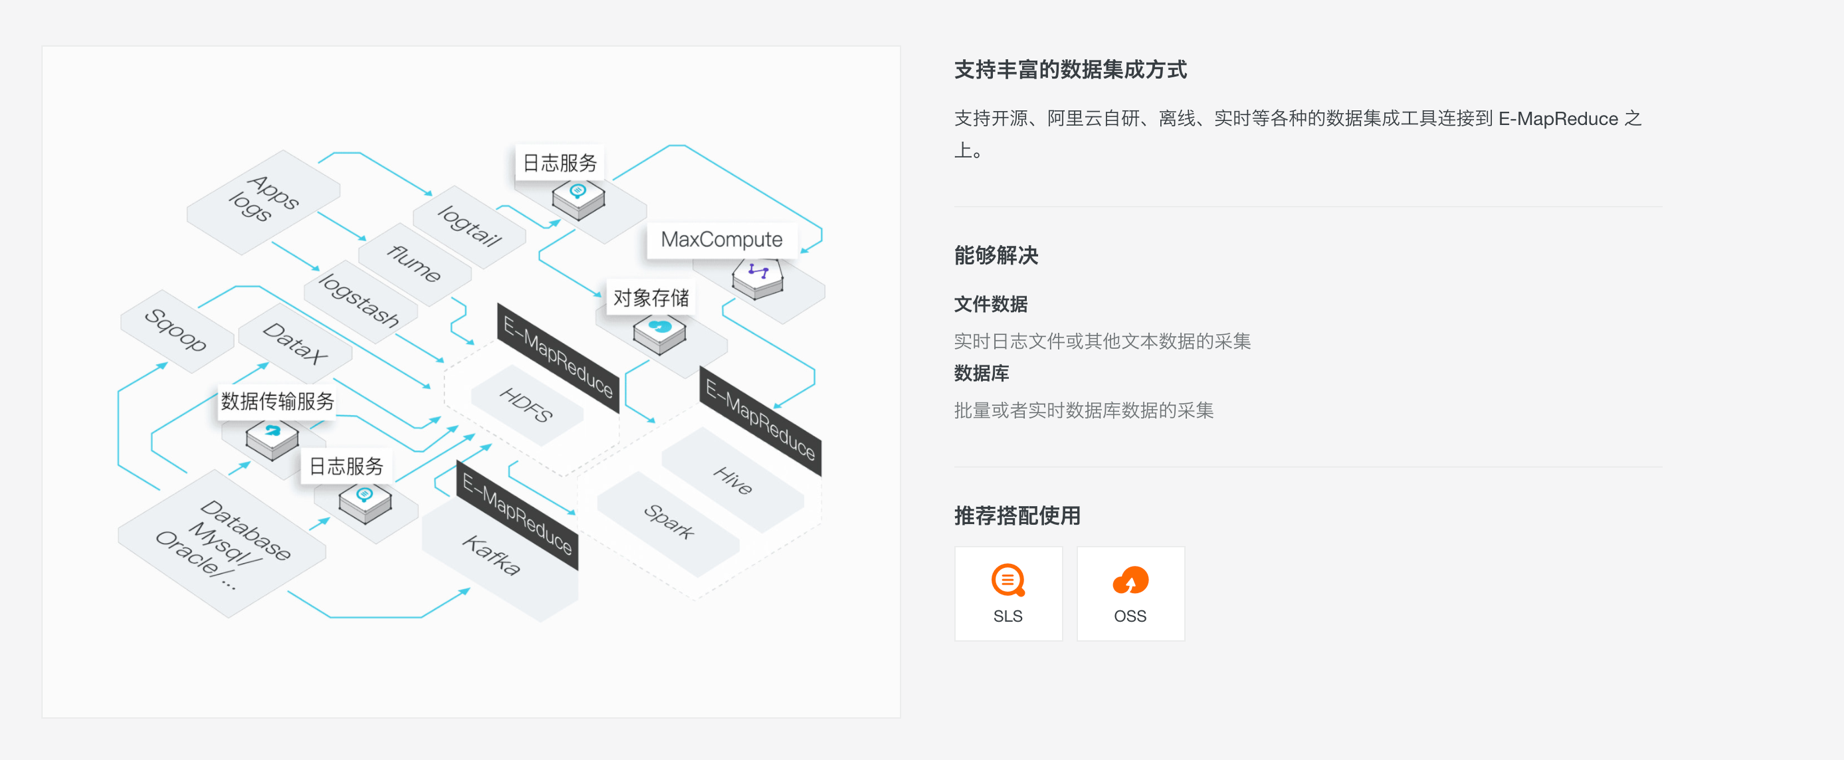 Apps
logs
logtail
flume
logstash
日志服务
MaxCompute
对象存储
Sqoop
DataX
数据传输服务
日志服务
Database
Mysql/
Oracle/...
E-MapReduce
HDFS
E-MapReduce
Hive
Spark
E-MapReduce
Kafka
支持丰富的数据集成方式
支持开源、阿里云自研、离线、实时等各种的数据集成工具连接到 E-MapReduce 之
上。
能够解决
文件数据
实时日志文件或其他文本数据的采集
数据库
批量或者实时数据库数据的采集
推荐搭配使用
SLS
OSS